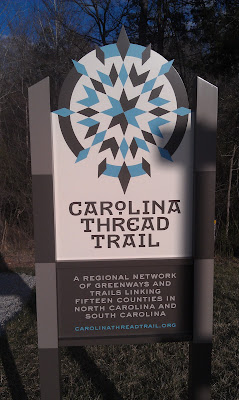 CAROLINA
THREAD
TRAIL
A REGIONAL NETWORK
OF GREENWAYS AND
TRAILS LINKING
FIFTEEN COUNTIES IN
NORTH CAROLINA AND
SOUTH CAROLINA
CAROLINATHREADTRAIL.ORG